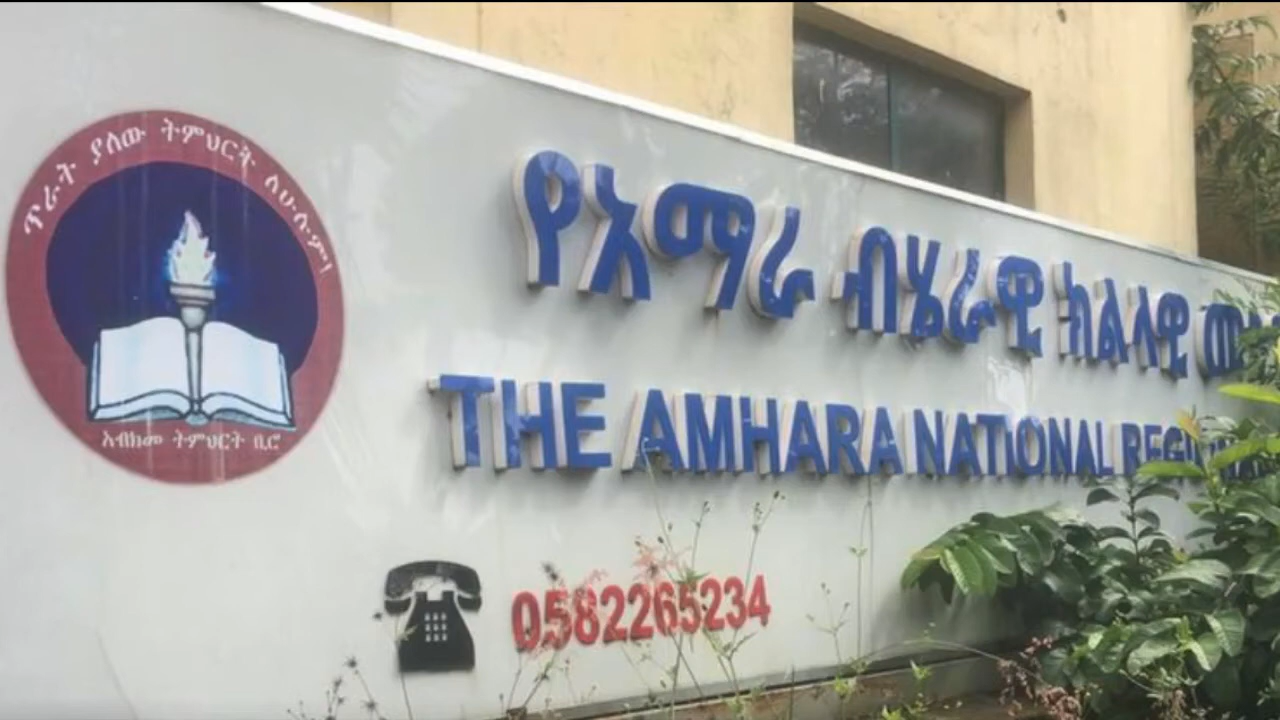 ጥራት ያለው ትምህርት ለሁሉም!
አብክመ ትምህርት ቢሮ
የአማራ ብሄራዊ ክልላዊ
THE AMHARA NATIONAL
0582265234